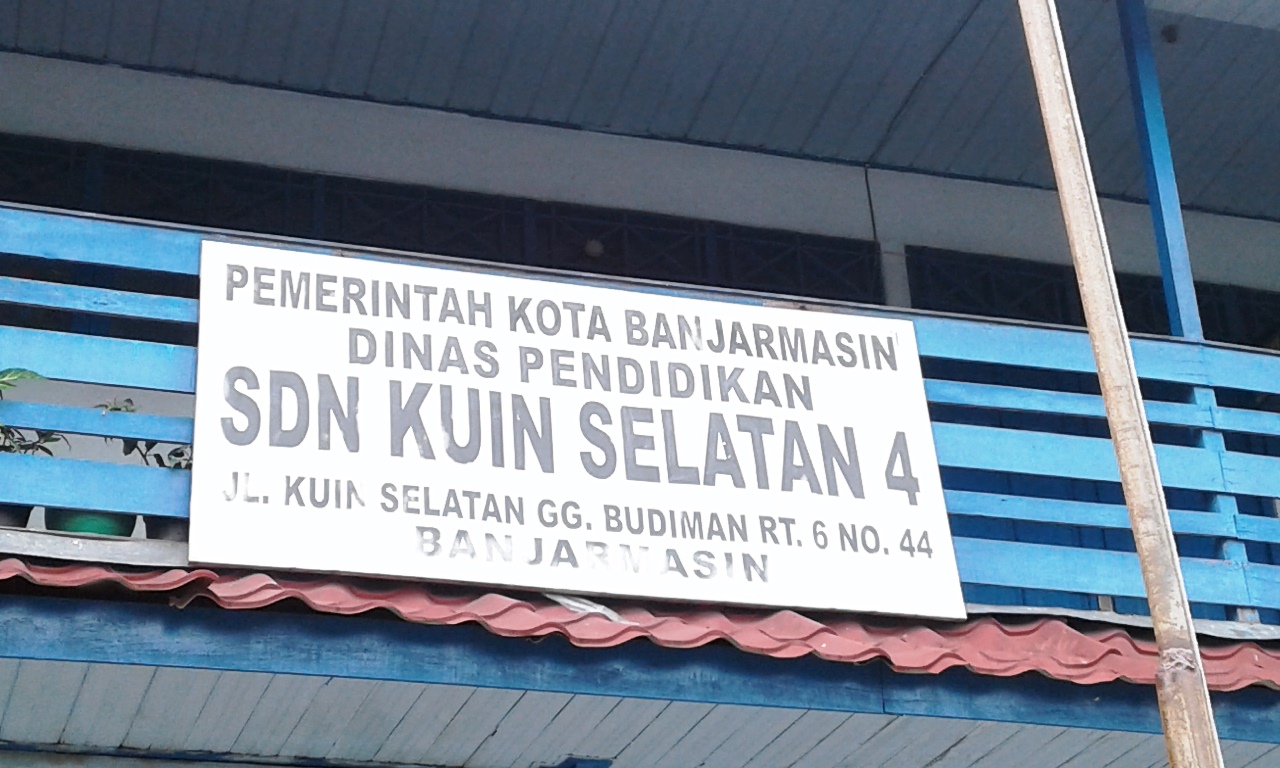 PEMERINTAH KOTA BANJARMASIN
DINAS PENDIDIKAN
SDN KUIN SELATAN 4
JL. KUIN SELATAN GG. BUDIMAN RT. 6 NO. 44
BANJARMASIN